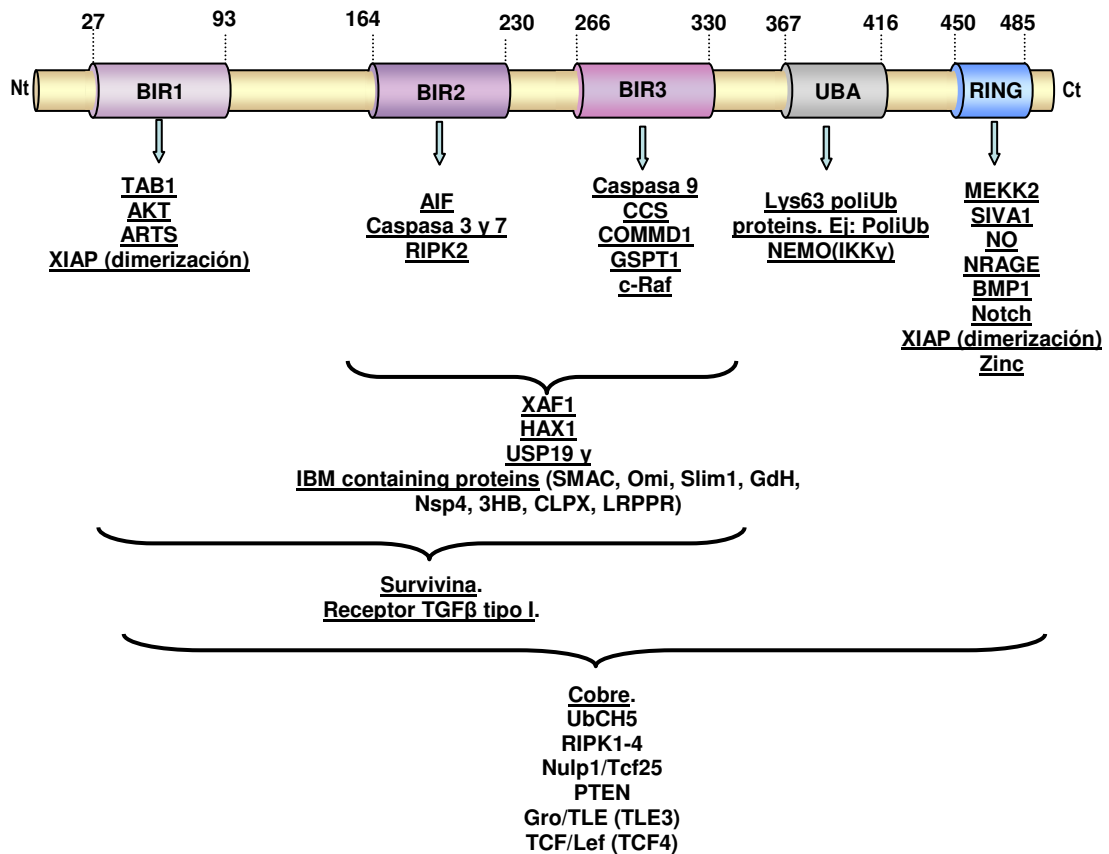 27 93 164 230 266 330 367 416 450 485
Nt BIR1 BIR2 BIR3 UBA RING Ct
TAB1
AKT
ARTS
XIAP (dimerización)
AIF
Caspasa 3 y 7
RIPK2
Caspasa 9
CCS
COMMD1
GSPT1
c-Raf
Lys63 poliUb
proteins. Ej: PoliUb
NEMO(IKKγ)
MEKK2
SIVA1
NO
NRAGE
BMP1
Notch
XIAP (dimerización)
Zinc
XAF1
HAX1
USP19 y
IBM containing proteins (SMAC, Omi, Slim1, GdH,
Nsp4, 3HB, CLPX, LRPPR)
Survivina.
Receptor TGFβ tipo I.
Cobre.
UbCH5
RIPK1-4
Nulp1/Tcf25
PTEN
Gro/TLE (TLE3)
TCF/Lef (TCF4)